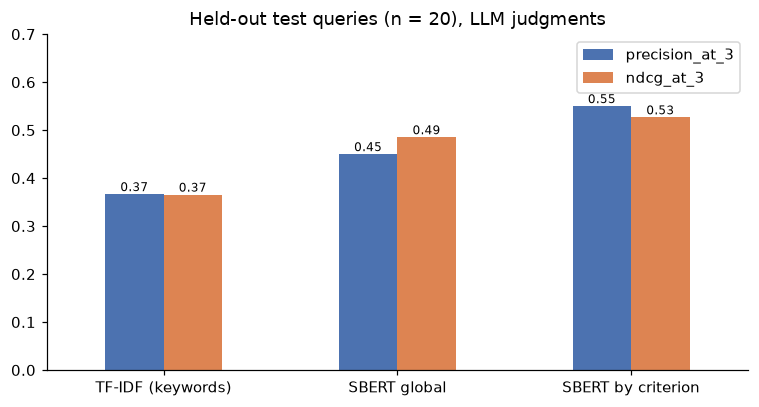 Held-out test queries (n = 20), LLM judgments
0.7
0.6
0.5
0.4
0.3
0.2
0.1
0.0
precision_at_3
ndcg_at_3
0.37
0.37
0.45
0.49
0.55
0.53
TF-IDF (keywords)
SBERT global
SBERT by criterion